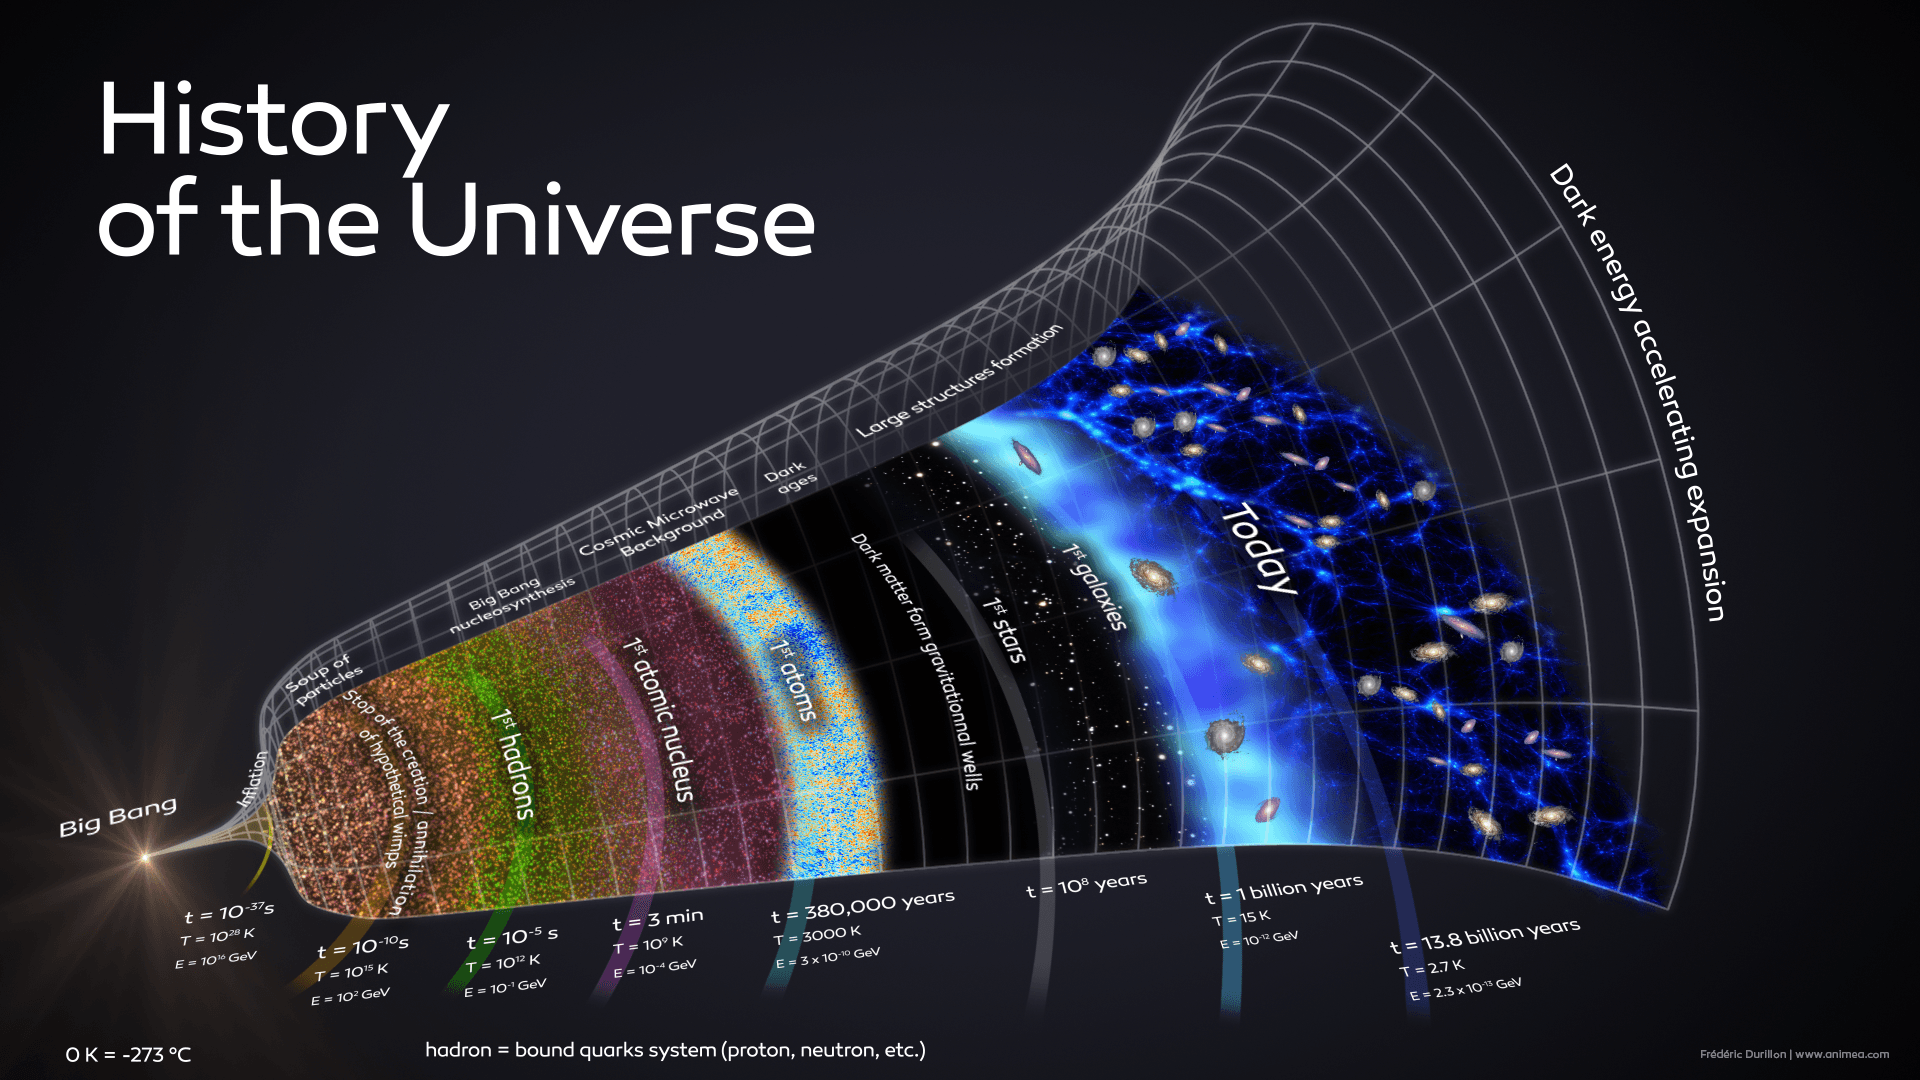 History
of the Universe
Big Bang
Inflation
Soup of
particles
Stop of the creation / annihilation
of hypothetical wimps
Big Bang
nucleosynthesis
1st hadrons
Cosmic Microwave
Background
1st atomic nucleus
Dark
ages
1st atoms
Large structures formation
Dark matter form gravitationnal wells
1st stars
1st galaxies
Today
Dark energy accelerating expansion
t = 10⁻³⁷s
T = 10²⁸ K
E = 10¹⁶ GeV
t = 10⁻¹⁰s
T = 10¹⁵ K
E = 10² GeV
t = 10⁻⁵ s
T = 10¹² K
E = 10⁻¹ GeV
t = 3 min
T = 10⁹ K
E = 10⁻⁴ GeV
t = 380,000 years
T = 3000 K
E = 3 x 10⁻¹⁰ GeV
t = 10⁸ years
t = 1 billion years
T = 15 K
E = 10⁻¹² GeV
t = 13.8 billion years
T = 2.7 K
E = 2.3 x 10⁻¹³ GeV
0 K = -273 °C
hadron = bound quarks system (proton, neutron, etc.)
Frédéric Durillon | www.animea.com